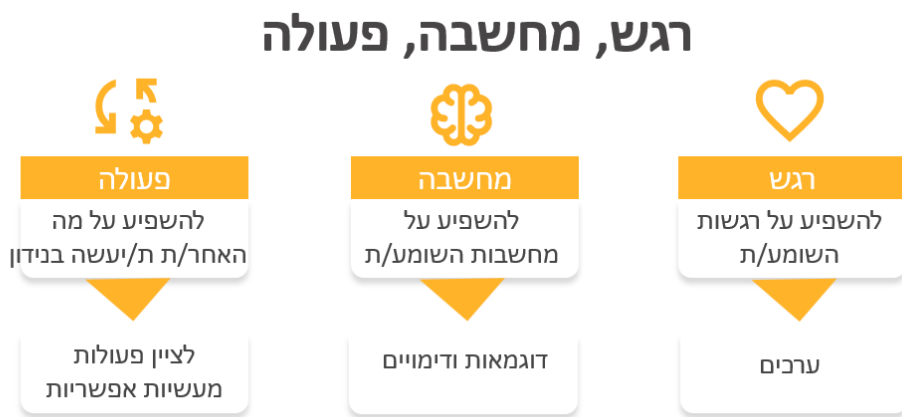 רגש, מחשבה, פעולה
רגש
להשפיע על רגשות
השומע/ת
ערכים
מחשבה
להשפיע על
מחשבות השומע/ת
דוגמאות ודימויים
פעולה
להשפיע על מה
האחר/ת ת/יעשה בנידון
לציין פעולות
מעשיות אפשריות